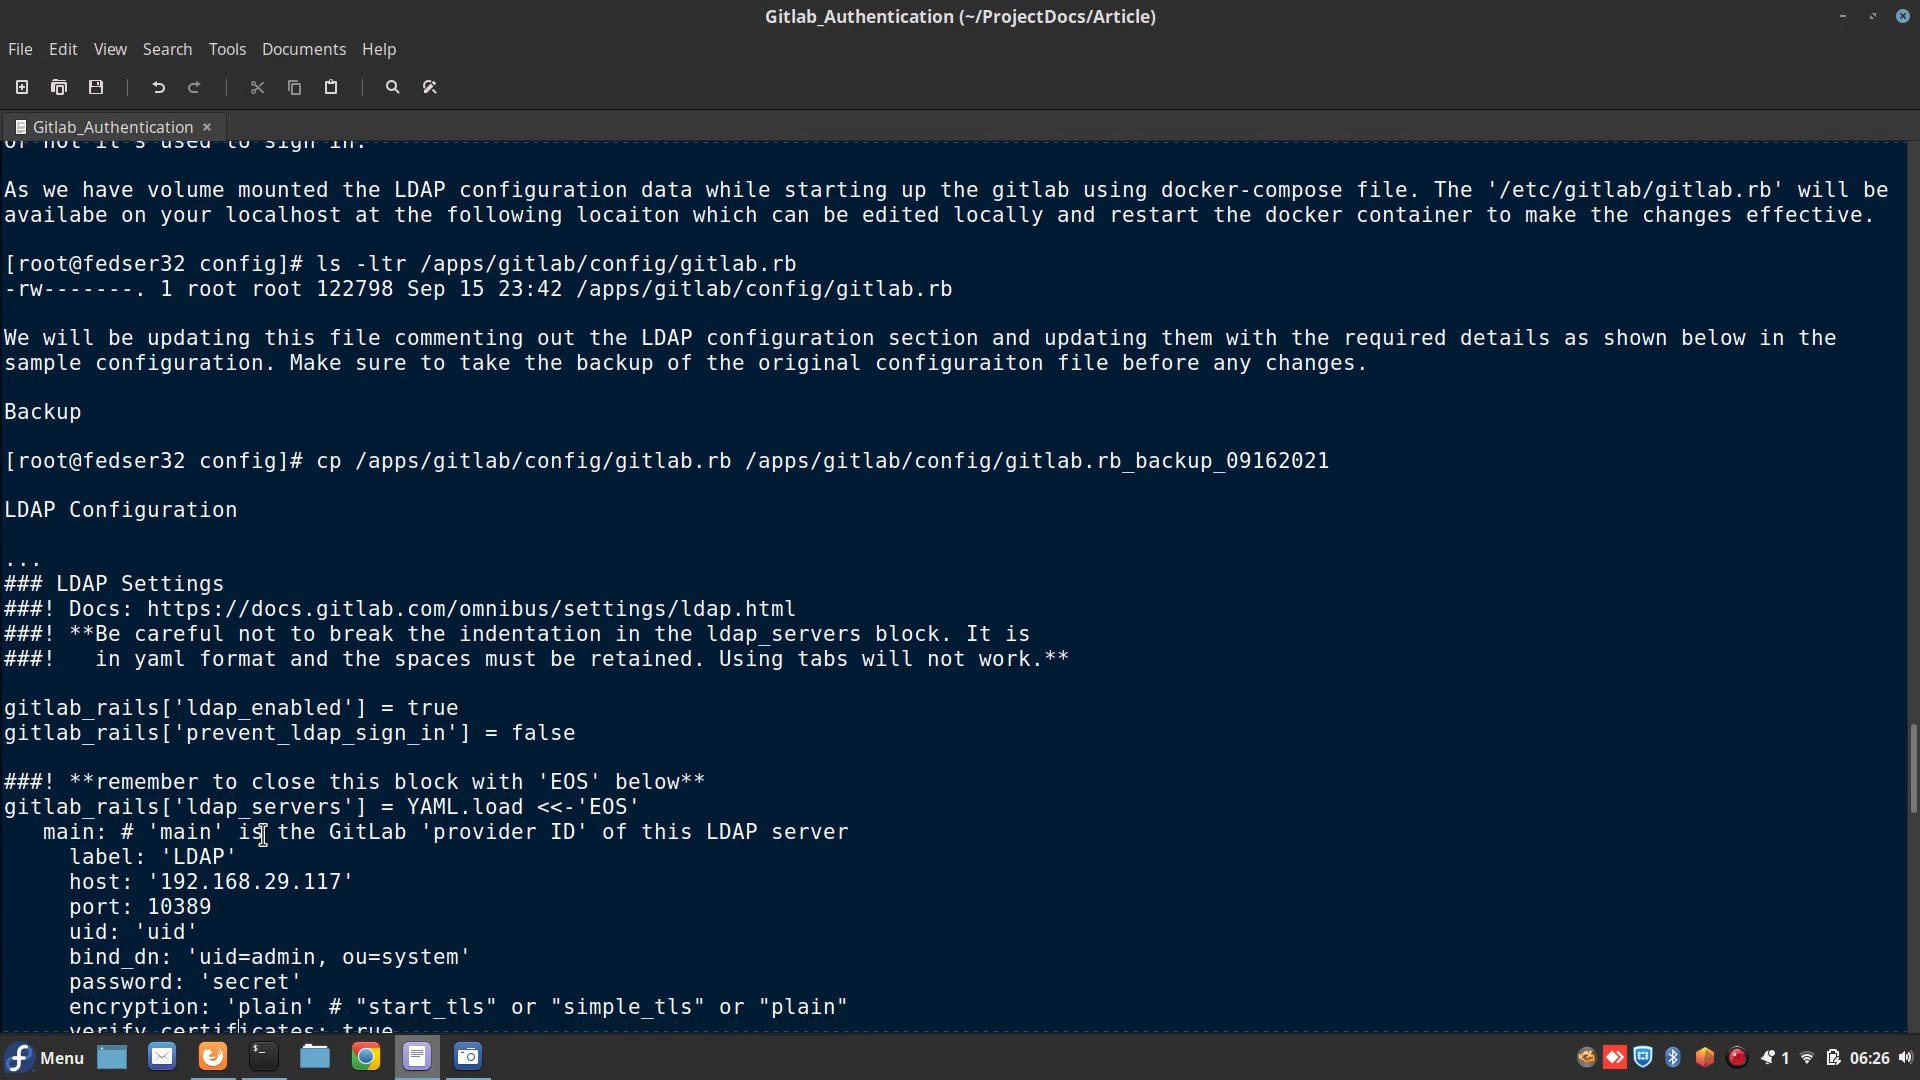 Gitlab_Authentication (~/ProjectDocs/Article)
File Edit View Search Tools Documents Help
Gitlab_Authentication
or not it's used to sign in.
As we have volume mounted the LDAP configuration data while starting up the gitlab using docker-compose file. The '/etc/gitlab/gitlab.rb' will be
availabe on your localhost at the following locaiton which can be edited locally and restart the docker container to make the changes effective.
[root@fedser32 config]# ls -ltr /apps/gitlab/config/gitlab.rb
-rw-------. 1 root root 122798 Sep 15 23:42 /apps/gitlab/config/gitlab.rb
We will be updating this file commenting out the LDAP configuration section and updating them with the required details as shown below in the
sample configuration. Make sure to take the backup of the original configuraiton file before any changes.
Backup
[root@fedser32 config]# cp /apps/gitlab/config/gitlab.rb /apps/gitlab/config/gitlab.rb_backup_09162021
LDAP Configuration
...
### LDAP Settings
###! Docs: https://docs.gitlab.com/omnibus/settings/ldap.html
###! **Be careful not to break the indentation in the ldap_servers block. It is
###!   in yaml format and the spaces must be retained. Using tabs will not work.**
gitlab_rails['ldap_enabled'] = true
gitlab_rails['prevent_ldap_sign_in'] = false
###! **remember to close this block with 'EOS' below**
gitlab_rails['ldap_servers'] = YAML.load <<-'EOS'
   main: # 'main' is the GitLab 'provider ID' of this LDAP server
     label: 'LDAP'
     host: '192.168.29.117'
     port: 10389
     uid: 'uid'
     bind_dn: 'uid=admin, ou=system'
     password: 'secret'
     encryption: 'plain' # "start_tls" or "simple_tls" or "plain"
     verify_certificates: true
Menu 1 06:26